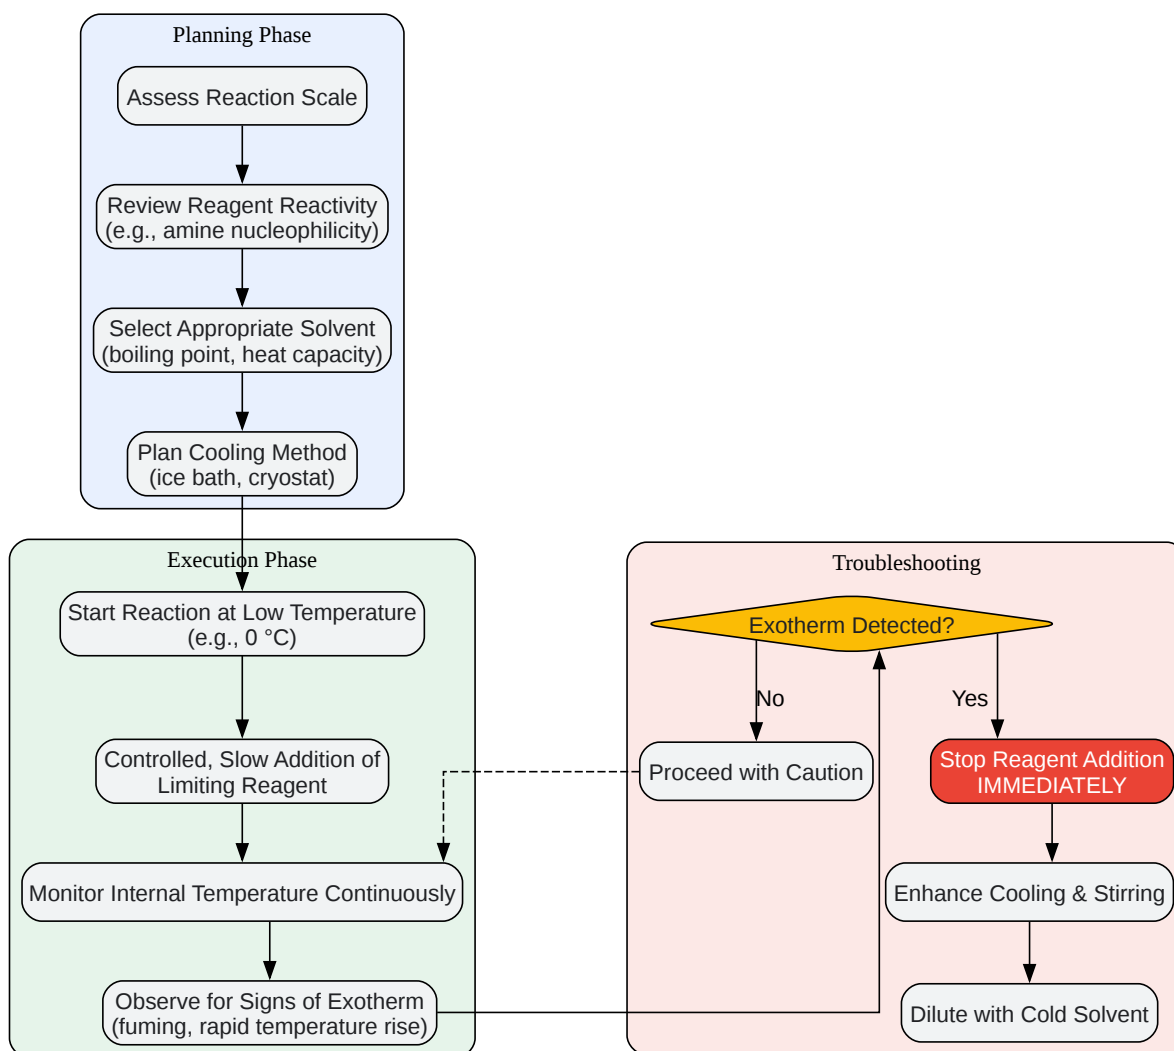 Planning Phase
Assess Reaction Scale
Review Reagent Reactivity
(e.g., amine nucleophilicity)
Select Appropriate Solvent
(boiling point, heat capacity)
Plan Cooling Method
(ice bath, cryostat)
Execution Phase
Start Reaction at Low Temperature
(e.g., 0 °C)
Controlled, Slow Addition of
Limiting Reagent
Monitor Internal Temperature Continuously
Observe for Signs of Exotherm
(fuming, rapid temperature rise)
Troubleshooting
Exotherm Detected?
No
Yes
Proceed with Caution
Stop Reagent Addition
IMMEDIATELY
Enhance Cooling & Stirring
Dilute with Cold Solvent